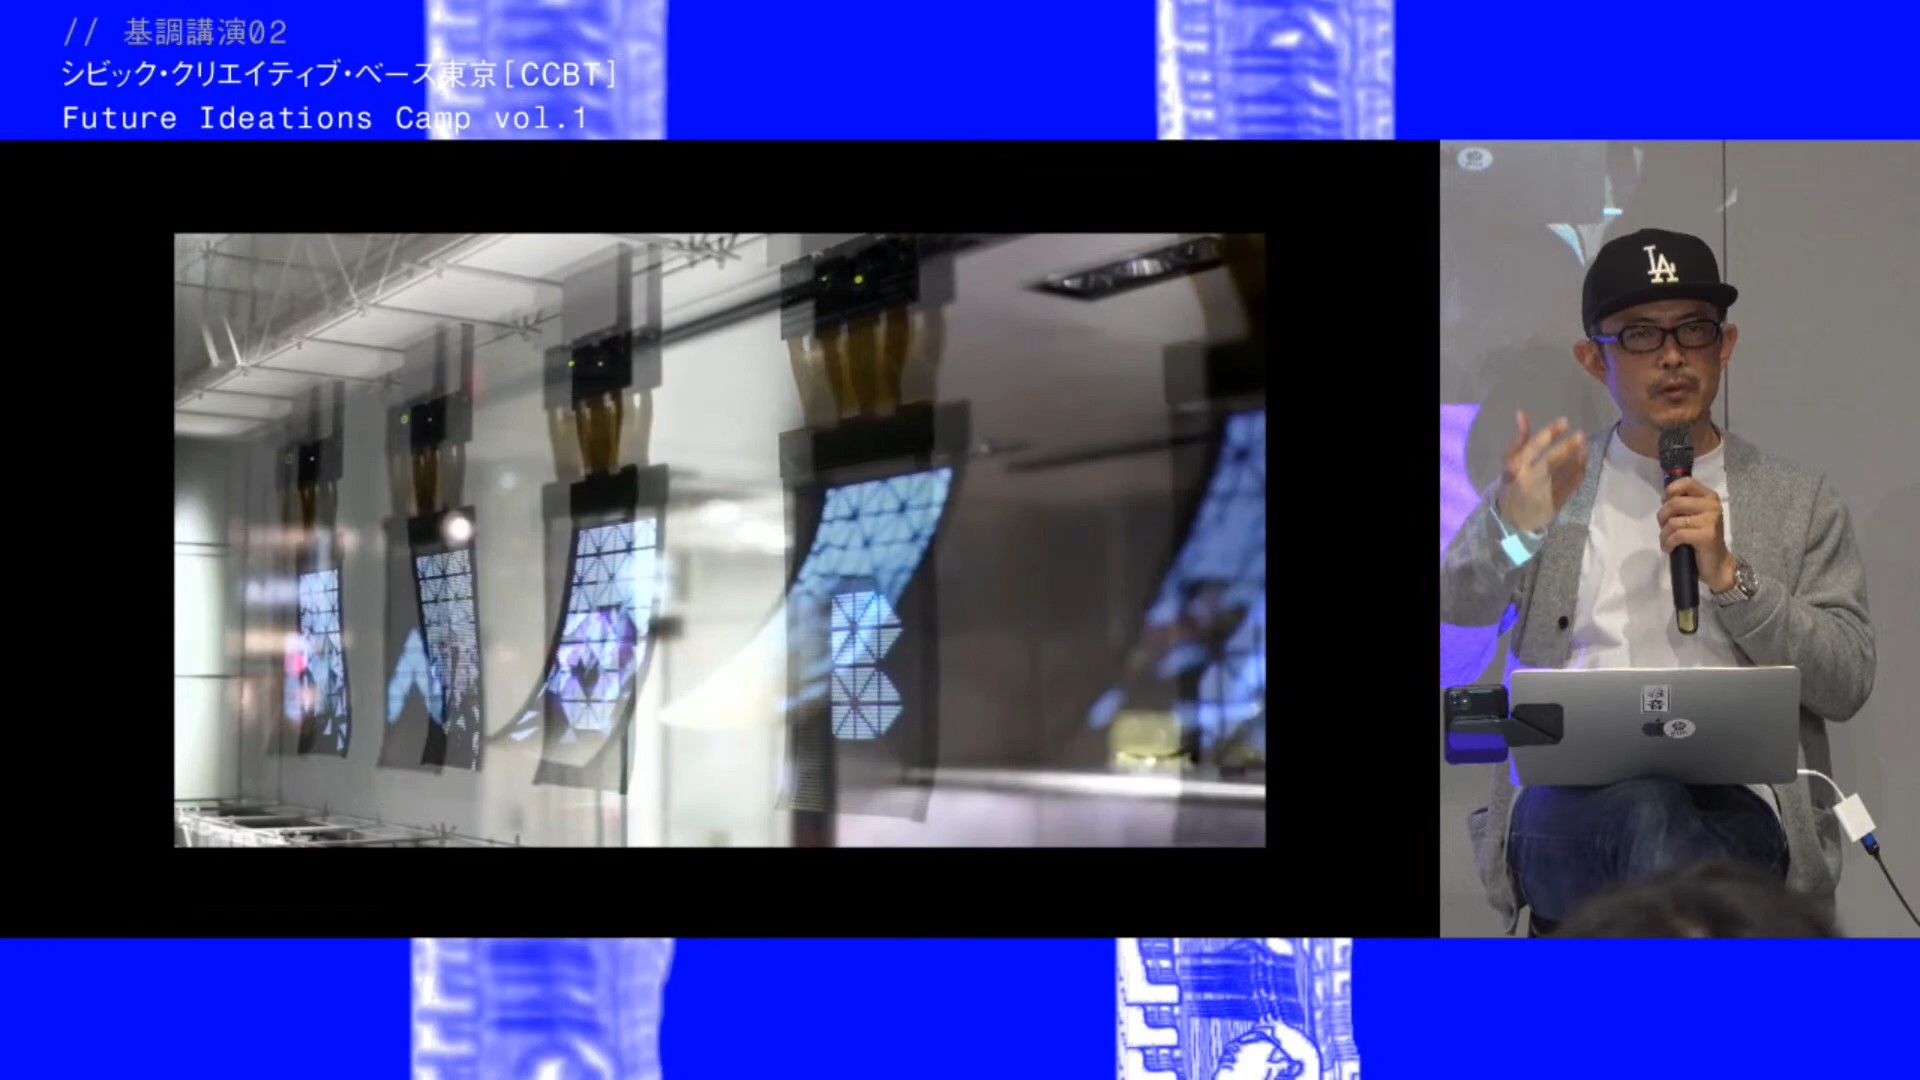 // 基調講演02
シビック・クリエイティブ・ベース東京[CCBT]
Future Ideations Camp vol.1
LA